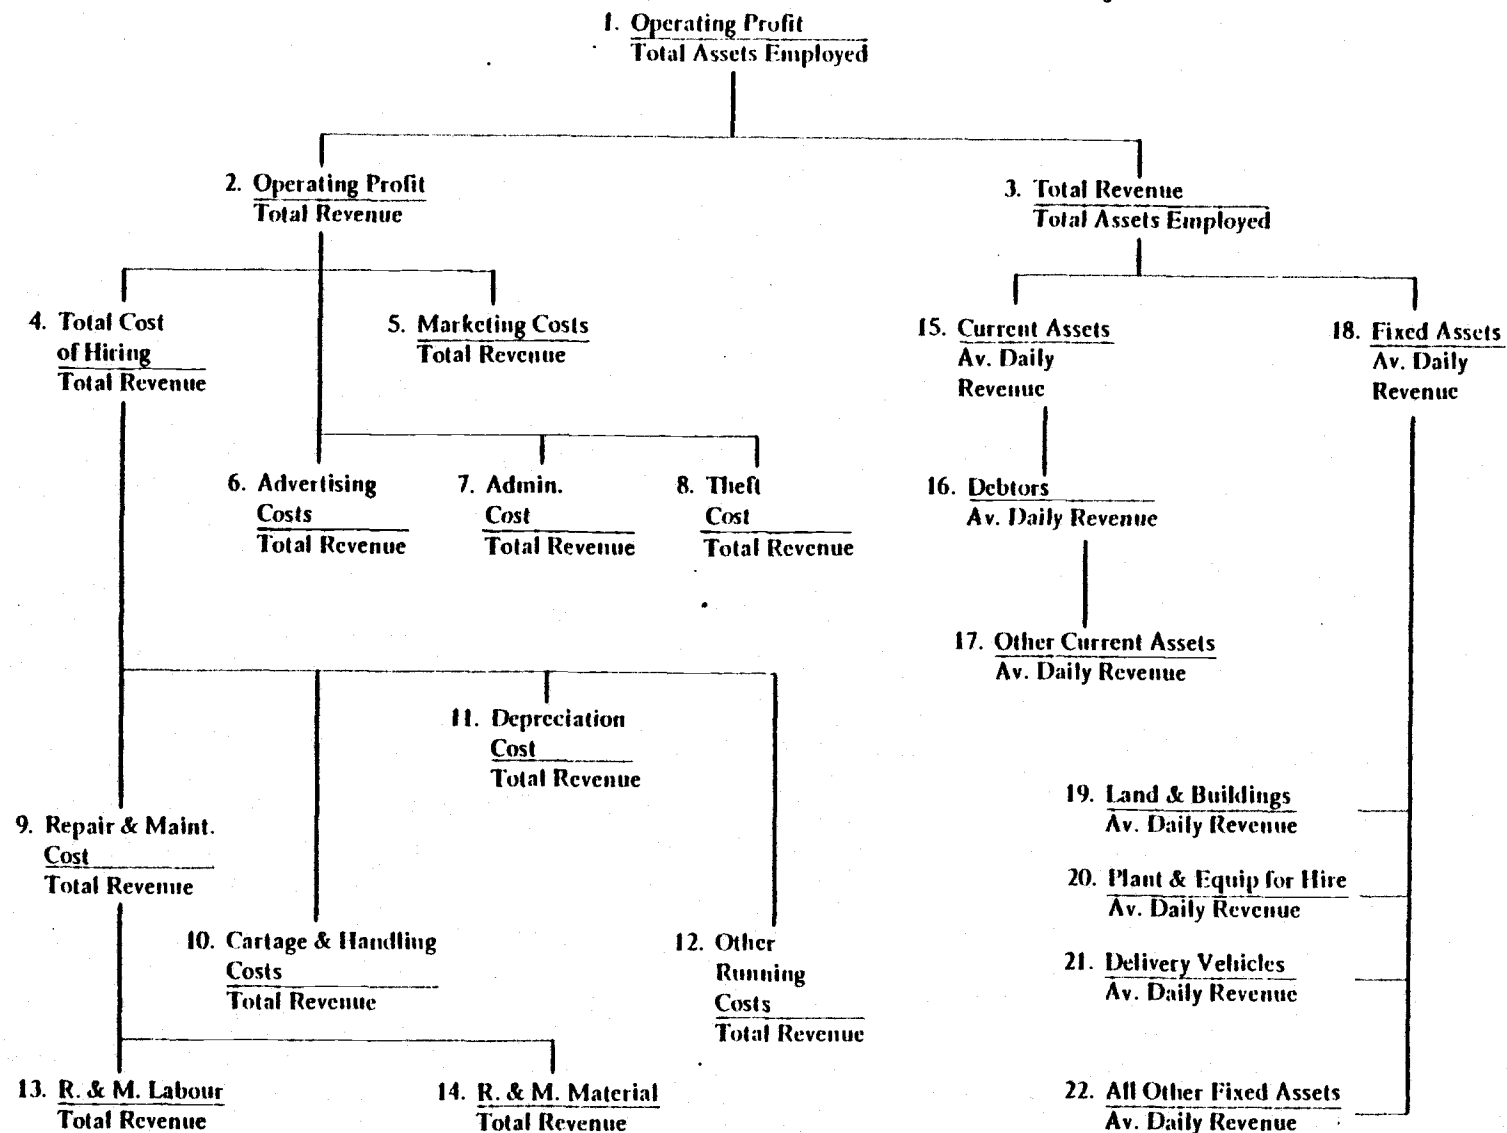 1. Operating Profit
Total Assets Employed
2. Operating Profit
Total Revenue
3. Total Revenue
Total Assets Employed
4. Total Cost
of Hiring
Total Revenue
5. Marketing Costs
Total Revenue
15. Current Assets
Av. Daily
Revenue
18. Fixed Assets
Av. Daily
Revenue
6. Advertising
Costs
Total Revenue
7. Admin.
Cost
Total Revenue
8. Theft
Cost
Total Revenue
16. Debtors
Av. Daily Revenue
17. Other Current Assets
Av. Daily Revenue
11. Depreciation
Cost
Total Revenue
9. Repair & Maint.
Cost
Total Revenue
10. Cartage & Handling
Costs
Total Revenue
12. Other
Running
Costs
Total Revenue
19. Land & Buildings
Av. Daily Revenue
20. Plant & Equip for Hire
Av. Daily Revenue
21. Delivery Vehicles
Av. Daily Revenue
13. R. & M. Labour
Total Revenue
14. R. & M. Material
Total Revenue
22. All Other Fixed Assets
Av. Daily Revenue